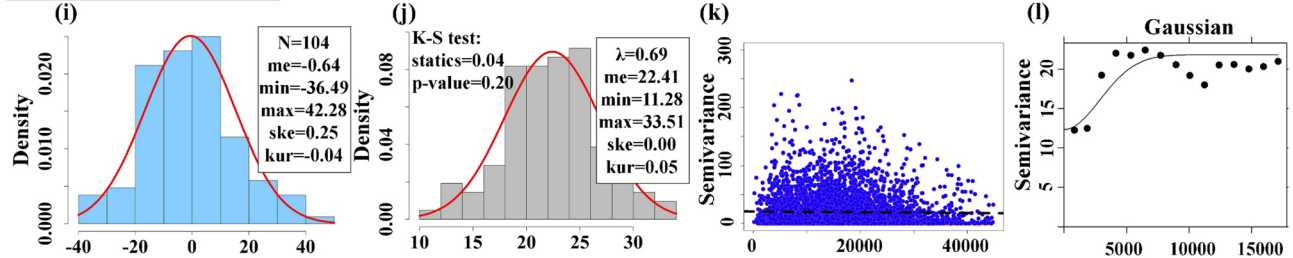 (i)
Density
0.020
0.010
0.000
-40
-20
0
20
40
N=104
me=-0.64
min=-36.49
max=42.28
ske=0.25
kur=-0.04
(j)
Density
0.08
0.04
0.00
10
15
20
25
30
K-S test:
statics=0.04
p-value=0.20
λ=0.69
me=22.41
min=11.28
max=33.51
ske=0.00
kur=0.05
(k)
Semivariance
300
200
100
0
0
20000
40000
(l)
Gaussian
Semivariance
20
15
10
5
5000
10000
15000